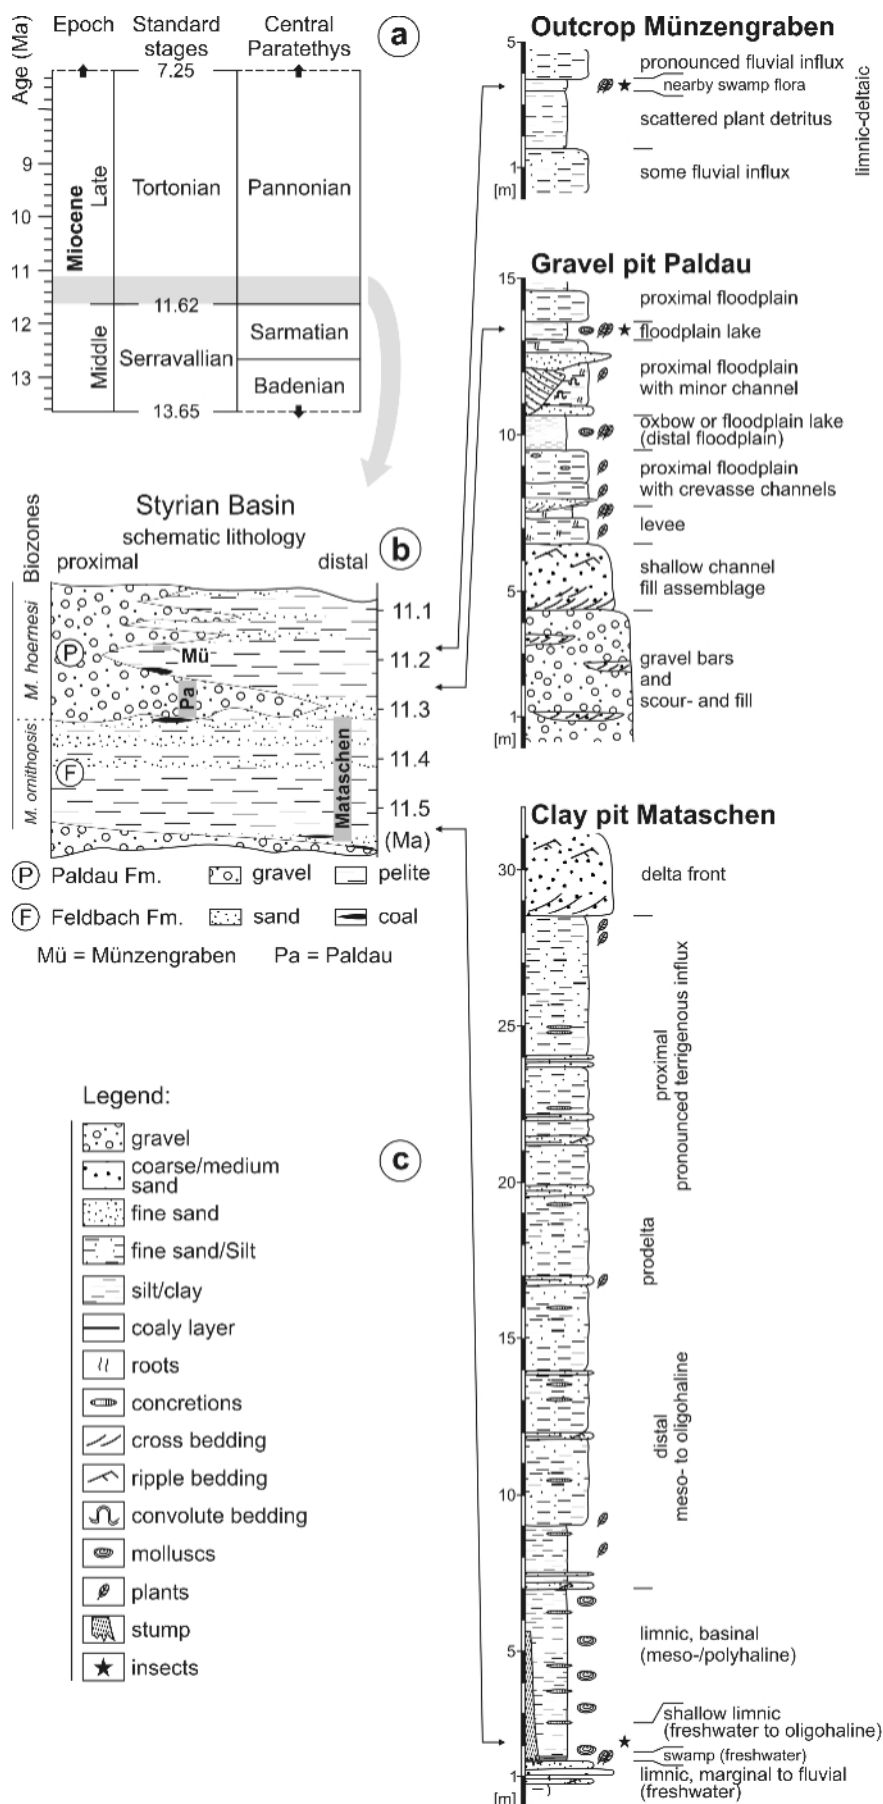 Age (Ma)
Epoch
Standard
stages
Central
Paratethys
a
7.25
9
10
11
12
13
Miocene
Late
Middle
Tortonian
Pannonian
11.62
Serravallian
Sarmatian
Badenian
13.65
Styrian Basin
schematic lithology
b
proximal
distal
Biozones
M. hoernesi
M. ornithopsis
P
F
Mü
Pa
Mataschen
11.1
11.2
11.3
11.4
11.5
(Ma)
P Paldau Fm.
gravel
pelite
F Feldbach Fm.
sand
coal
Mü = Münzengraben
Pa = Paldau
Legend:
c
gravel
coarse/medium
sand
fine sand
fine sand/Silt
silt/clay
coaly layer
roots
concretions
cross bedding
ripple bedding
convolute bedding
molluscs
plants
stump
insects
Outcrop Münzengraben
5
1
[m]
pronounced fluvial influx
nearby swamp flora
scattered plant detritus
some fluvial influx
limnic-deltaic
Gravel pit Paldau
15
10
5
1
[m]
proximal floodplain
floodplain lake
proximal floodplain
with minor channel
oxbow or floodplain lake
(distal floodplain)
proximal floodplain
with crevasse channels
levee
shallow channel
fill assemblage
gravel bars
and
scour- and fill
Clay pit Mataschen
30
25
20
15
10
5
1
[m]
delta front
proximal
pronounced terrigenous influx
prodelta
distal
meso- to oligohaline
limnic, basinal
(meso-/polyhaline)
shallow limnic
(freshwater to oligohaline)
swamp (freshwater)
limnic, marginal to fluvial
(freshwater)